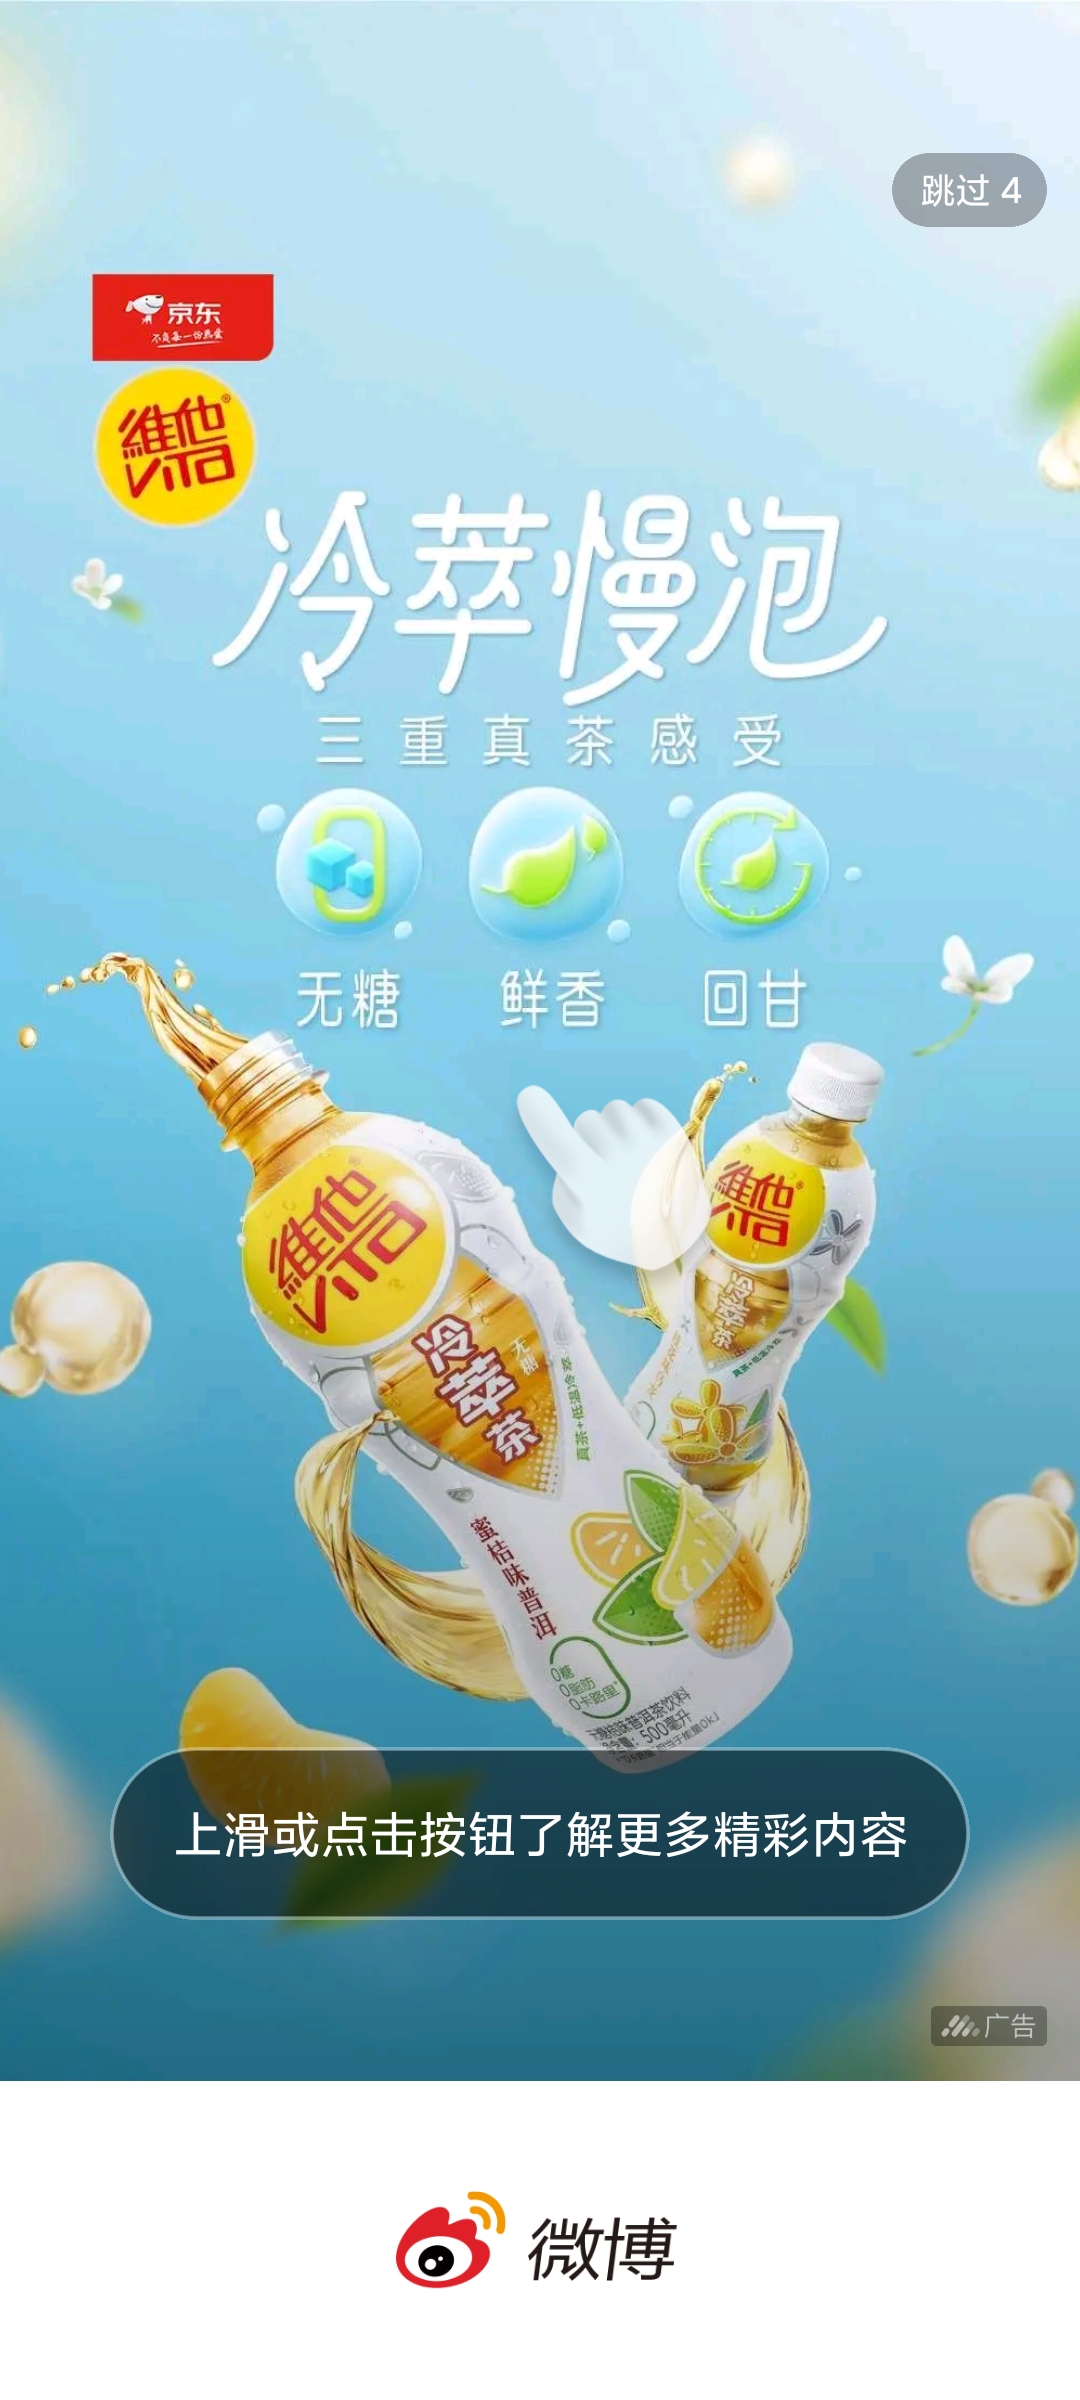 跳过 4
京东
不负每一份热爱
維他
VITA
冷萃慢泡
三重真茶感受
无糖
鲜香
回甘
維他
VITA
冷萃茶
无糖
真茶+低温冷萃
蜜桔味普洱
0糖
0脂肪
0卡路里
維他
VITA
冷萃茶
500毫升
上滑或点击按钮了解更多精彩内容
广告
微博